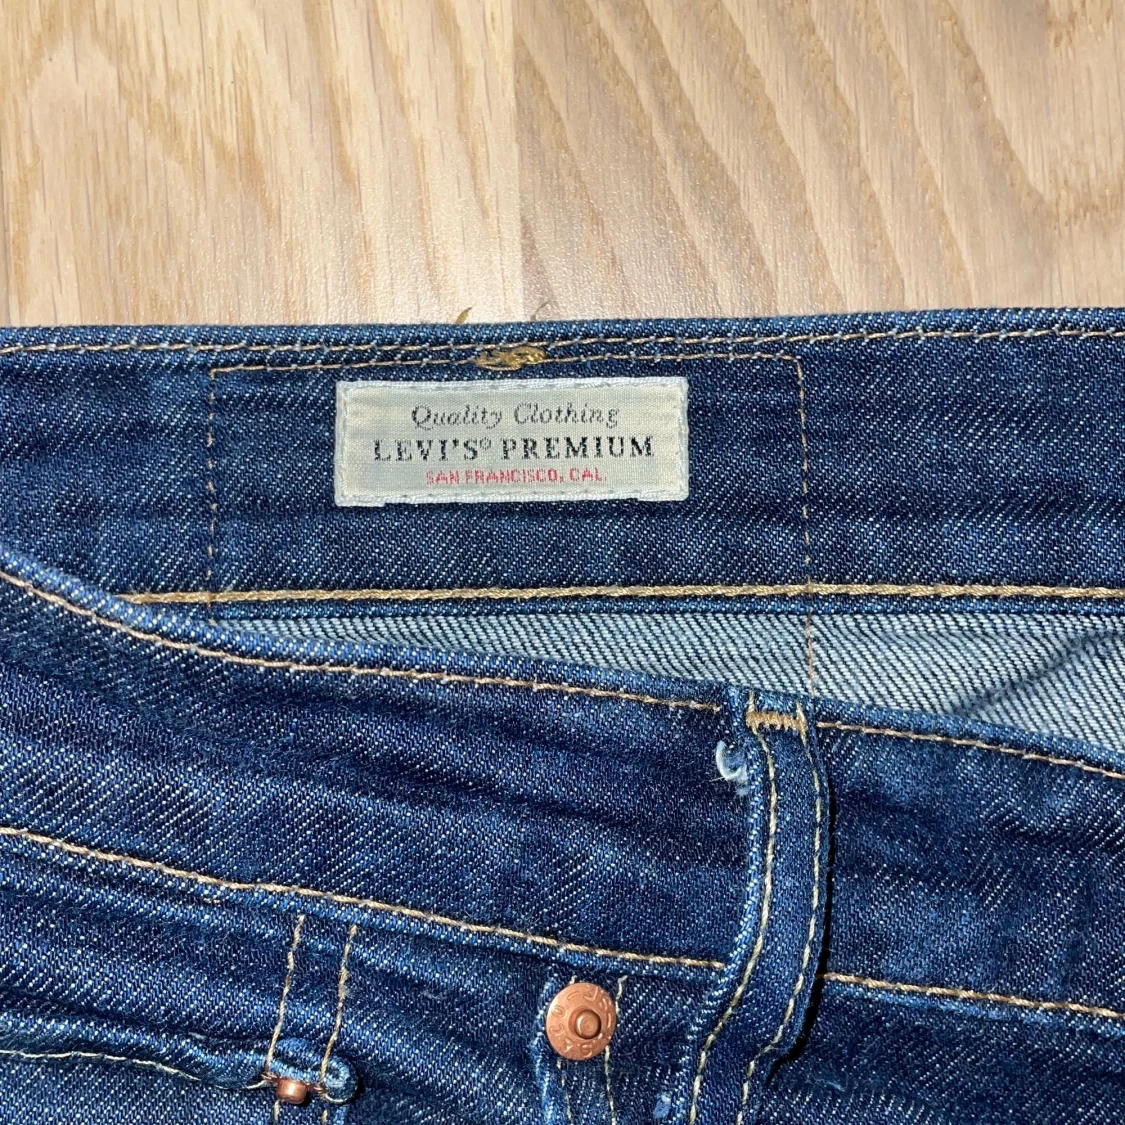 Quality Clothing
LEVI'S® PREMIUM
SAN FRANCISCO, CAL.